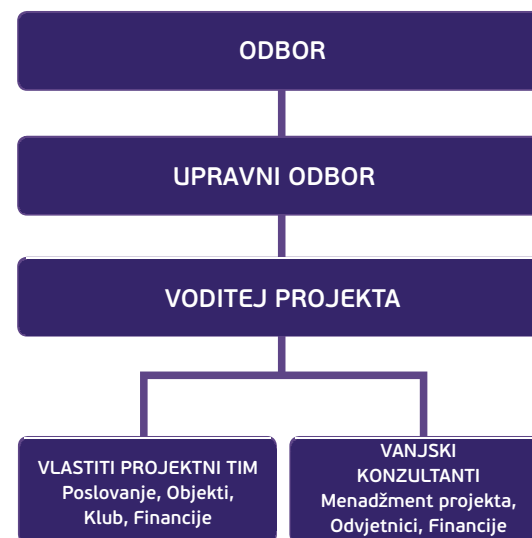 ODBOR
UPRAVNI ODBOR
VODITEJ PROJEKTA
VLASTITI PROJEKTNI TIM
Poslovanje, Objekti,
Klub, Financije
VANJSKI
KONZULTANTI
Menadžment projekta,
Odvjetnici, Financije